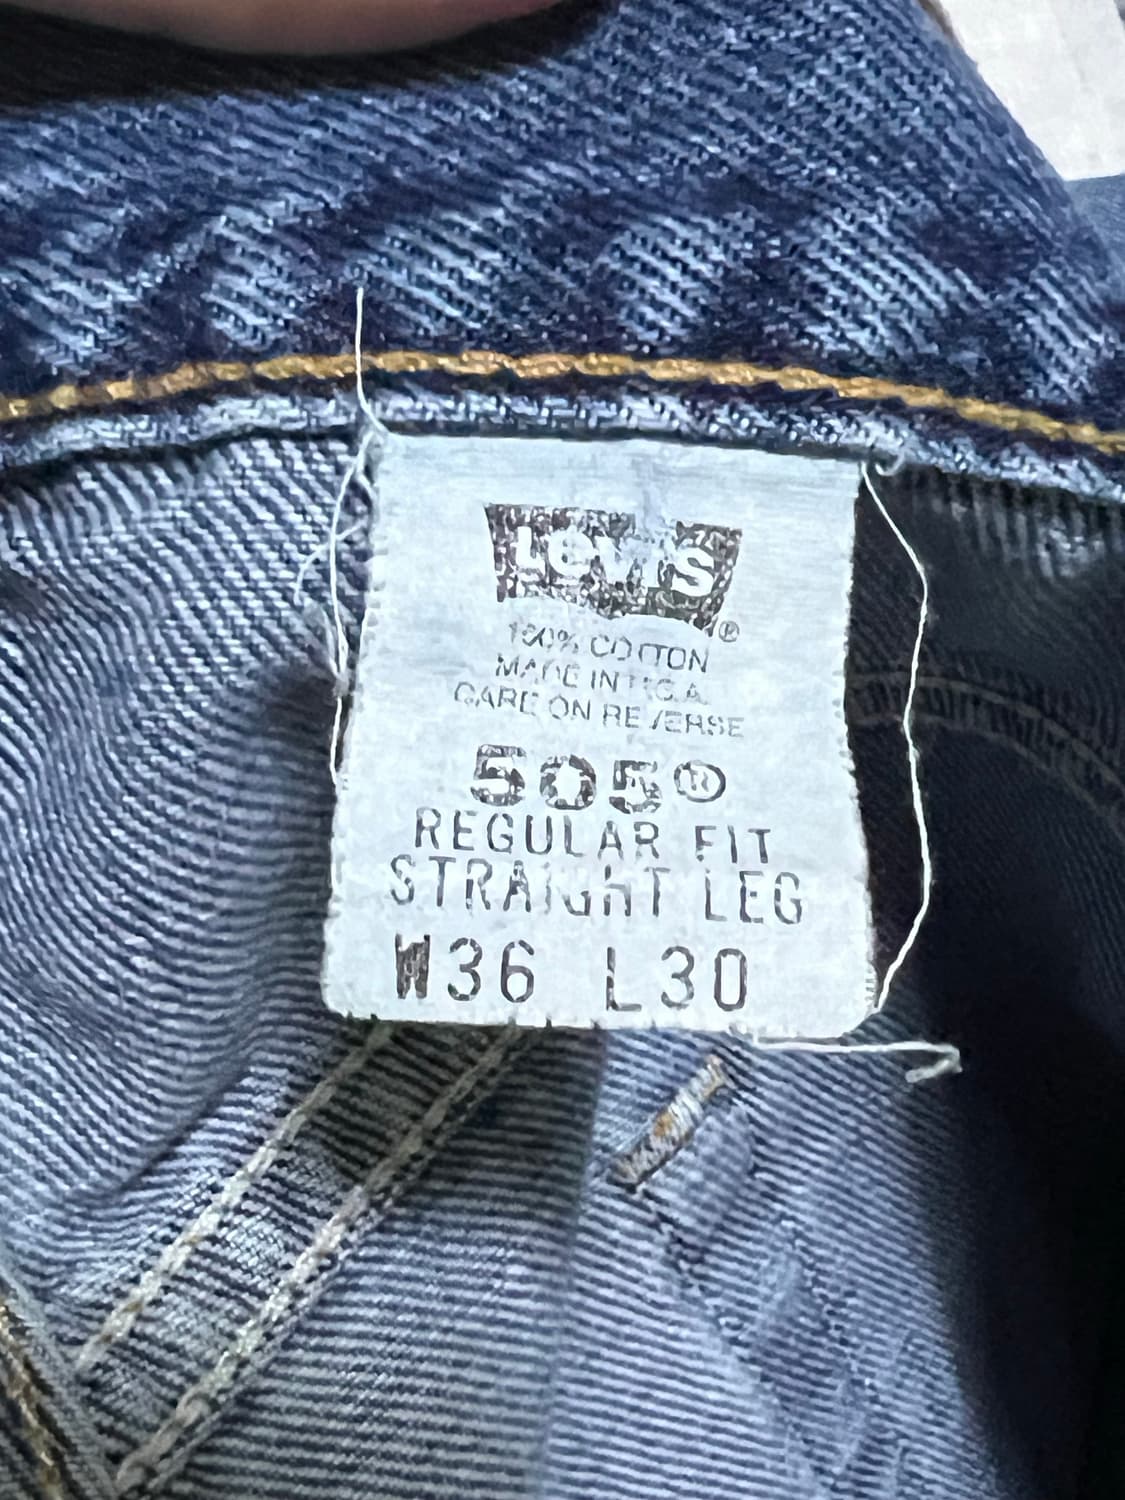 Levi's
®
100% COTTON
MADE IN U.S.A.
CARE ON REVERSE
505®
REGULAR FIT
STRAIGHT LEG
W36 L30